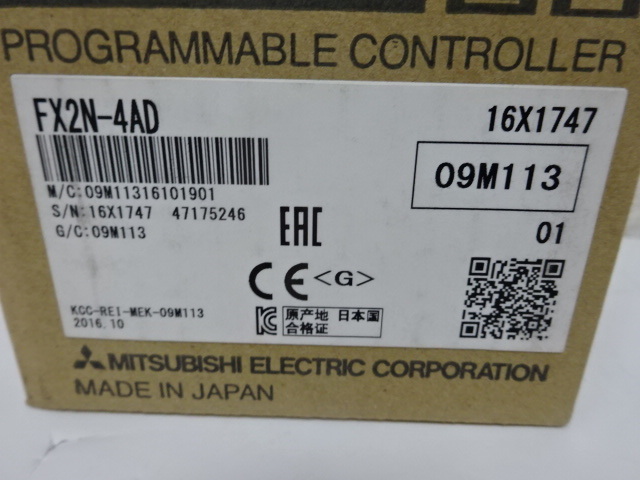 PROGRAMMABLE CONTROLLER
FX2N-4AD
16X1747
M/C:09M11316101901
09M113
S/N:16X1747 47175246
G/C:09M113
EAC
01
CE <G>
KCC-REI-MEK-09M113
2016.10
原产地 日本国
合格证
MITSUBISHI ELECTRIC CORPORATION
MADE IN JAPAN